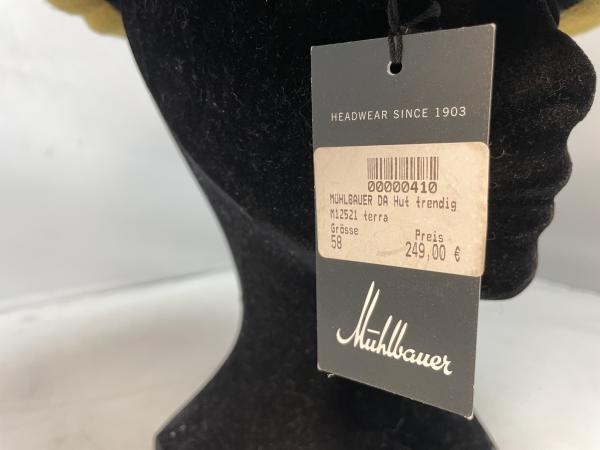 HEADWEAR SINCE 1903
00000410
MÜHLBAUER DA Hut trendig
M12521 terra
Grösse Preis
58 249,00 €
Mühlbauer